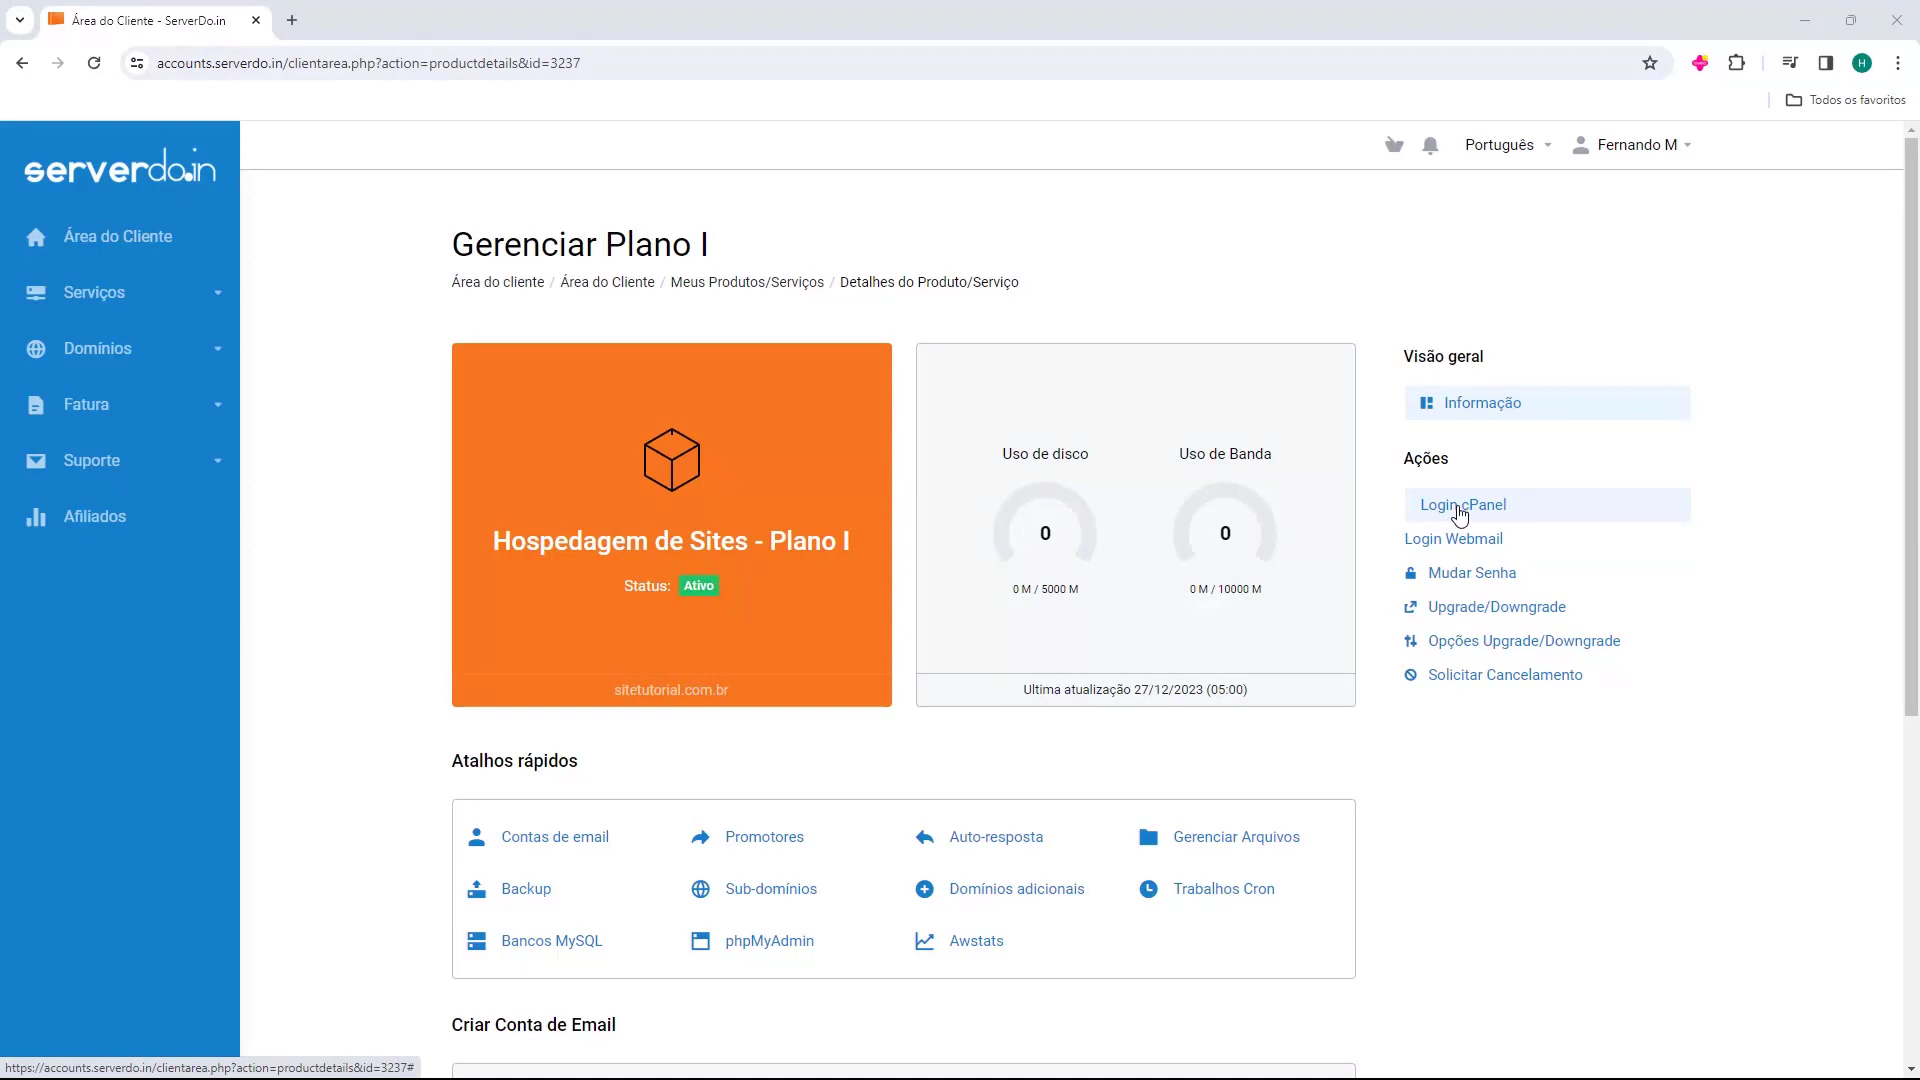 Área do Cliente - ServerDo.in
accounts.serverdo.in/clientarea.php?action=productdetails&id=3237
H
Todos os favoritos
serverdo.in
Português
Fernando M
Área do Cliente
Serviços
Domínios
Fatura
Suporte
Afiliados
Gerenciar Plano I
Área do cliente / Área do Cliente / Meus Produtos/Serviços / Detalhes do Produto/Serviço
Hospedagem de Sites - Plano I
Status: Ativo
sitetutorial.com.br
Uso de disco
0
0 M / 5000 M
Uso de Banda
0
0 M / 10000 M
Ultima atualização 27/12/2023 (05:00)
Visão geral
Informação
Ações
Login cPanel
Login Webmail
Mudar Senha
Upgrade/Downgrade
Opções Upgrade/Downgrade
Solicitar Cancelamento
Atalhos rápidos
Contas de email
Promotores
Auto-resposta
Gerenciar Arquivos
Backup
Sub-domínios
Domínios adicionais
Trabalhos Cron
Bancos MySQL
phpMyAdmin
Awstats
Criar Conta de Email
https://accounts.serverdo.in/clientarea.php?action=productdetails&id=3237#